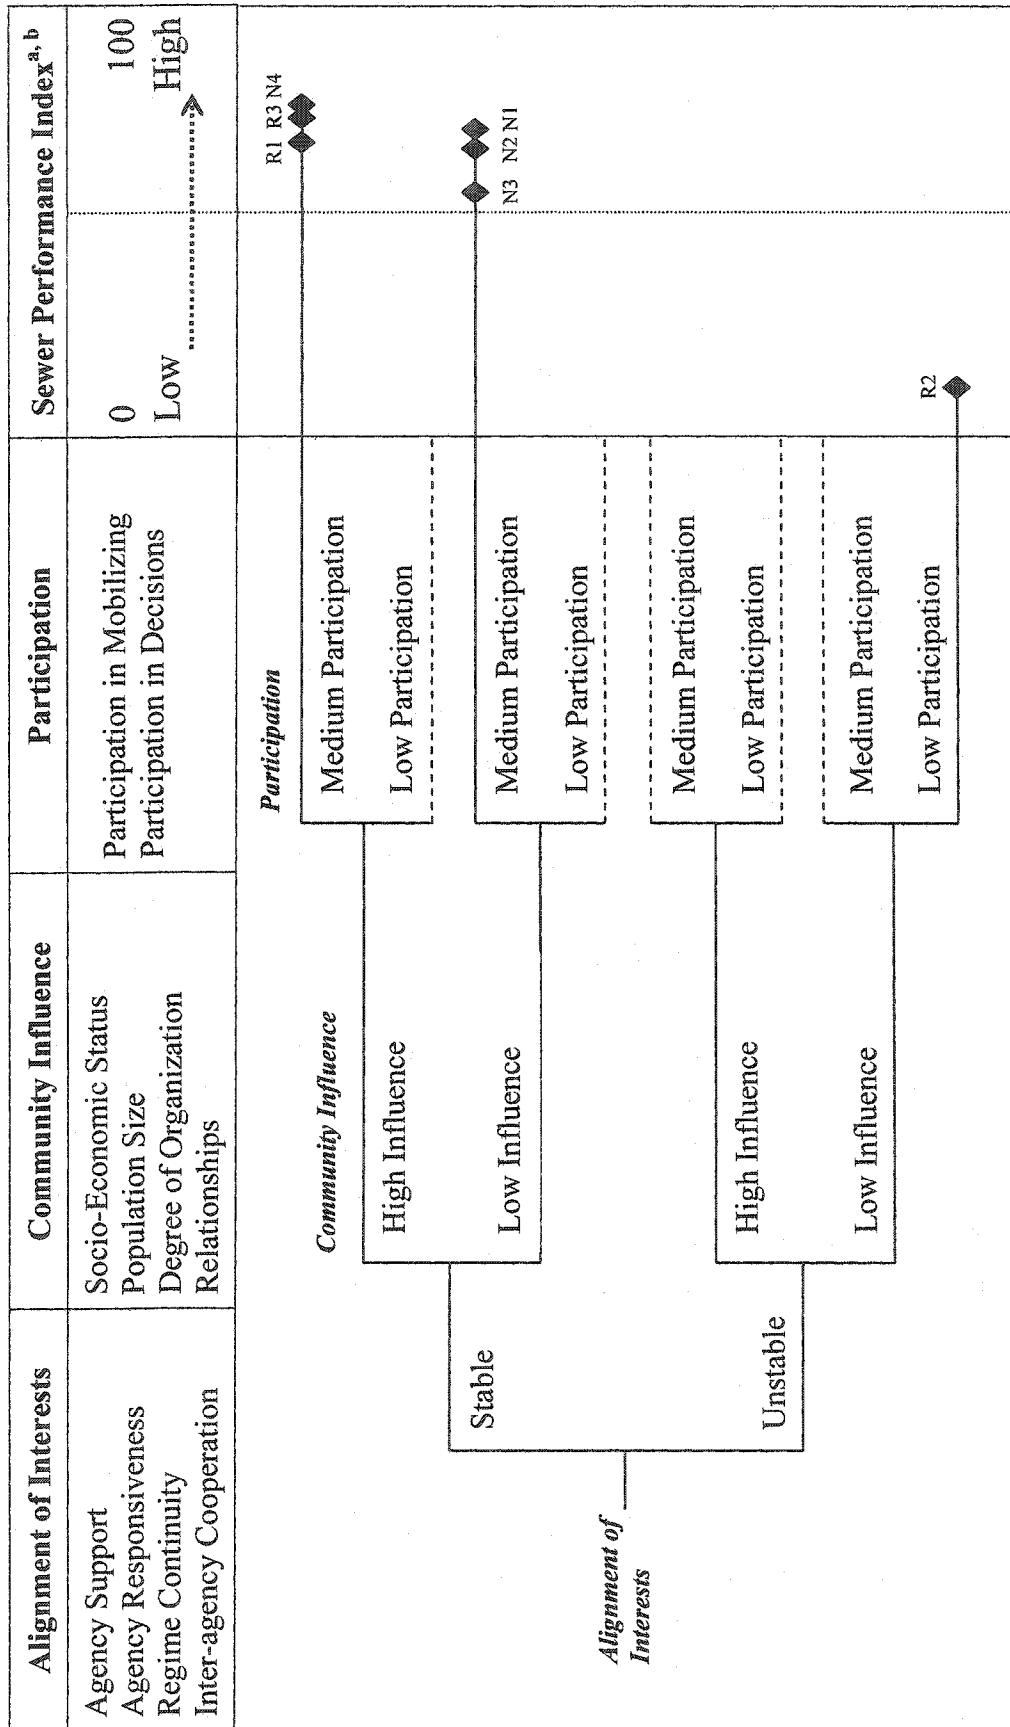 Alignment of Interests
Community Influence
Participation
Sewer Performance Indexᵃ, ᵇ
Agency Support
Agency Responsiveness
Regime Continuity
Inter-agency Cooperation
Socio-Economic Status
Population Size
Degree of Organization
Relationships
Participation in Mobilizing
Participation in Decisions
0 100
Low High
Participation
Community Influence
Alignment of
Interests
Stable
Unstable
High Influence
Low Influence
High Influence
Low Influence
Medium Participation
Low Participation
Medium Participation
Low Participation
Medium Participation
Low Participation
Medium Participation
Low Participation
R1 R3 N4
N3 N2 N1
R2